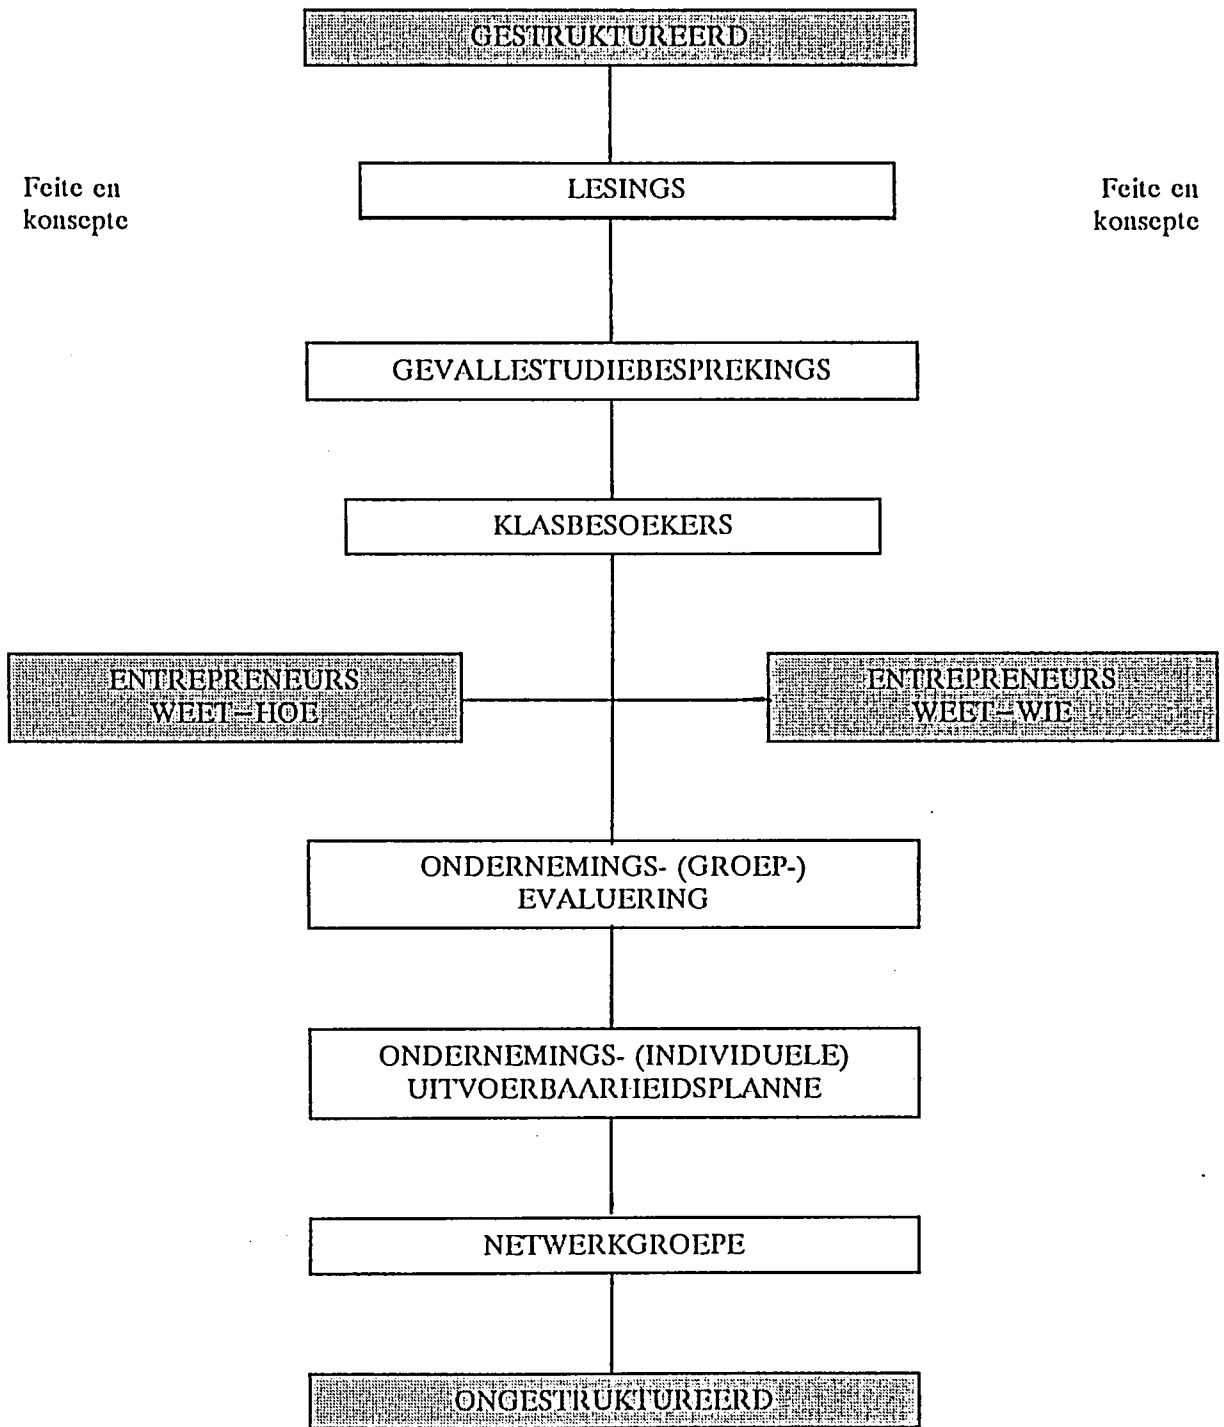 GESTRUKTUREERD
Feite en
konsepte
LESINGS
Feite en
konsepte
GEVALLESTUDIEBESPREKINGS
KLASBESOEKERS
ENTREPRENEURS
WEET–HOE
ENTREPRENEURS
WEET–WIE
ONDERNEMINGS- (GROEP-)
EVALUERING
ONDERNEMINGS- (INDIVIDUELE)
UITVOERBAARHEIDSPLANNE
NETWERKGROEPE
ONGESTRUKTUREERD